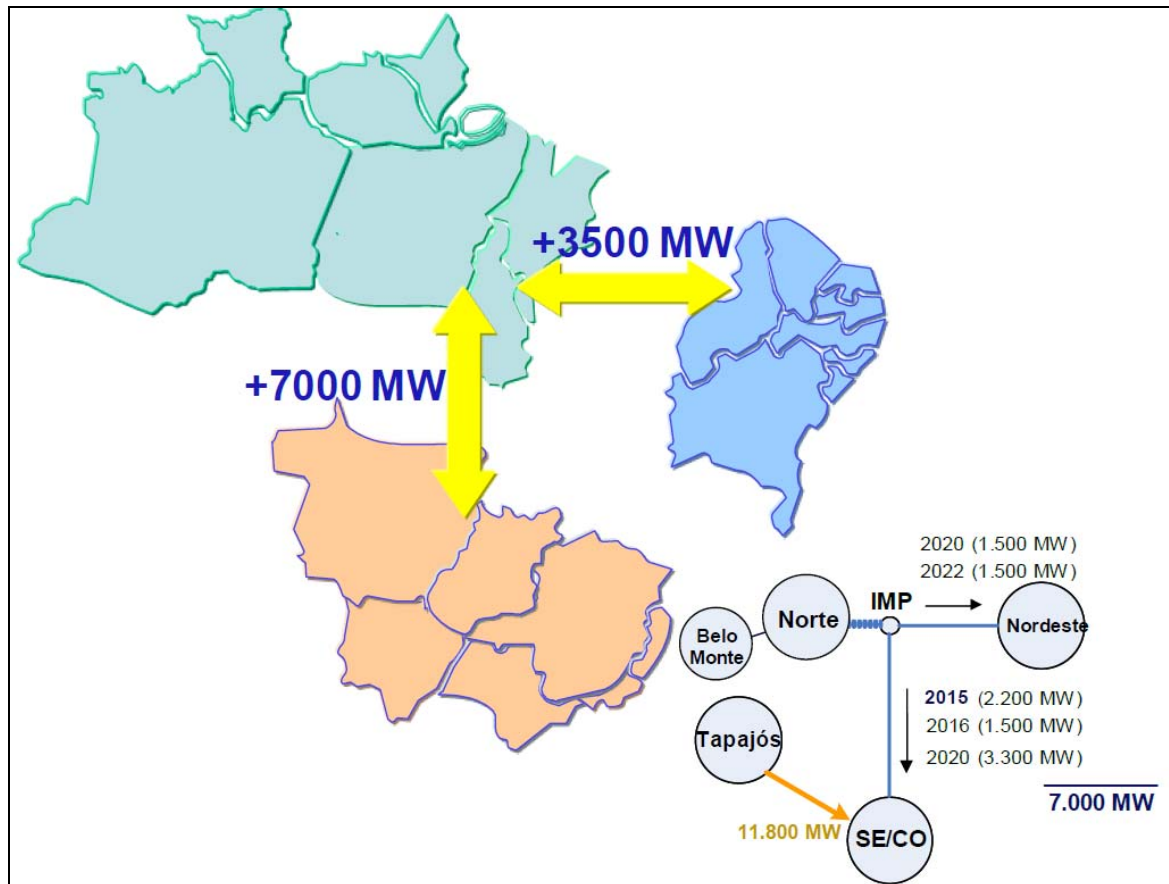 +3500 MW
+7000 MW
2020 (1.500 MW)
2022 (1.500 MW)
IMP
Norte
Nordeste
Belo
Monte
2015 (2.200 MW)
2016 (1.500 MW)
2020 (3.300 MW)
Tapajós
7.000 MW
11.800 MW
SE/CO